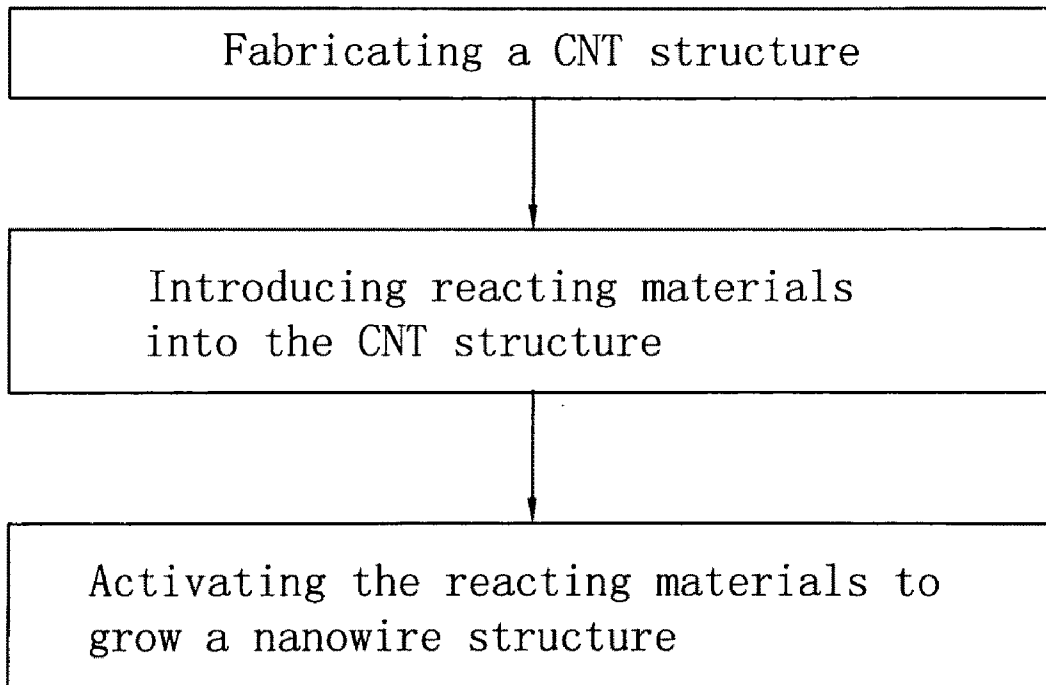 Fabricating a CNT structure
Introducing reacting materials
into the CNT structure
Activating the reacting materials to
grow a nanowire structure